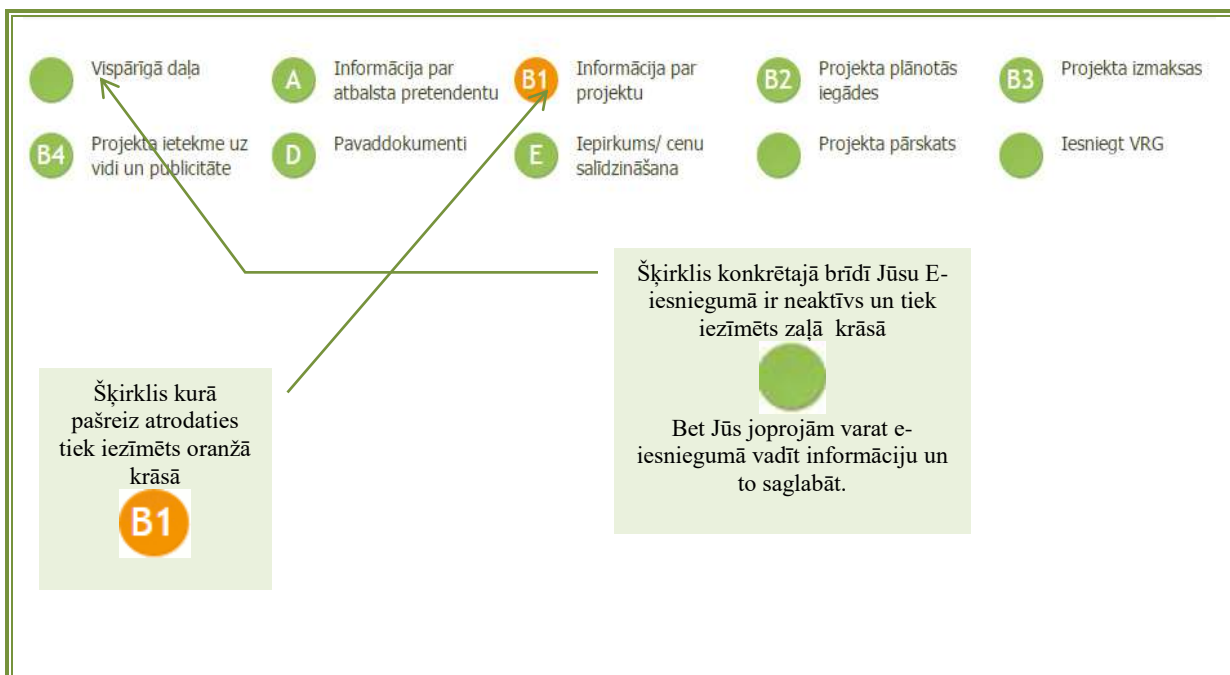 Vispārīgā daļa
A
Informācija par
atbalsta pretendentu
B1
Informācija par
projektu
B2
Projekta plānotās
iegādes
B3
Projekta izmaksas
B4
Projekta ietekme uz
vidi un publicitāte
D
Pavaddokumenti
E
Iepirkums/ cenu
salīdzināšana
Projekta pārskats
Iesniegt VRG
Šķirklis konkrētajā brīdī Jūsu E-
iesniegumā ir neaktīvs un tiek
iezīmēts zaļā krāsā
Bet Jūs joprojām varat e-
iesniegumā vadīt informāciju un
to saglabāt.
Šķirklis kurā
pašreiz atrodaties
tiek iezīmēts oranžā
krāsā
B1